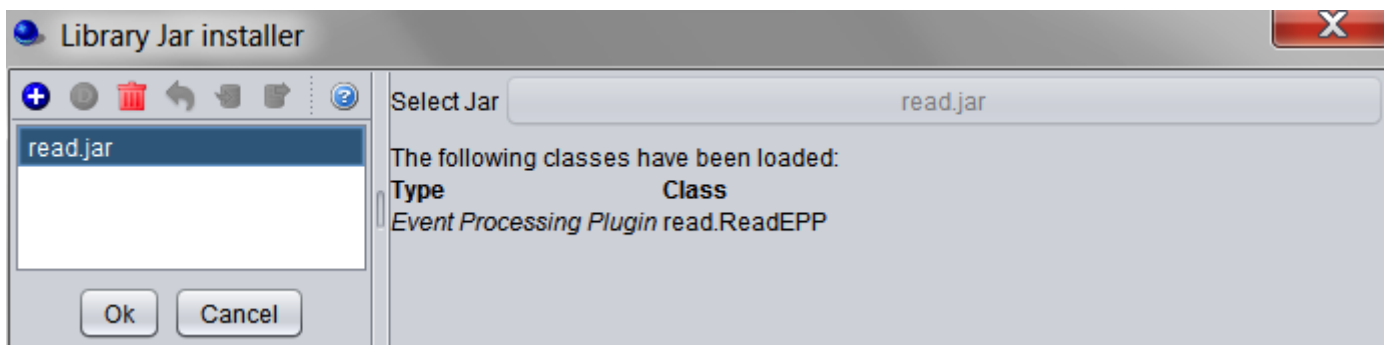 Library Jar installer
Select Jar read.jar
read.jar
The following classes have been loaded:
Type Class
Event Processing Plugin read.ReadEPP
Ok Cancel